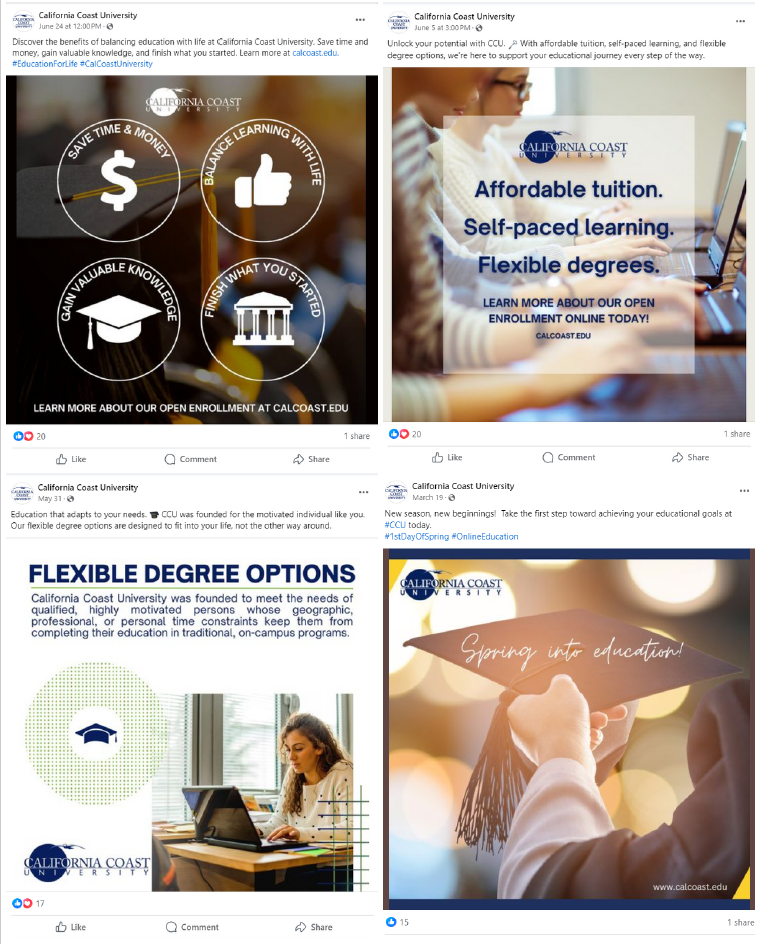 California Coast University
June 24 at 12:00 PM ·
Discover the benefits of balancing education with life at California Coast University. Save time and
money, gain valuable knowledge, and finish what you started. Learn more at calcoast.edu.
#EducationForLife #CalCoastUniversity
CALIFORNIA COAST
UNIVERSITY
SAVE TIME & MONEY
BALANCE LEARNING WITH LIFE
GAIN VALUABLE KNOWLEDGE
FINISH WHAT YOU STARTED
LEARN MORE ABOUT OUR OPEN ENROLLMENT AT CALCOAST.EDU
20
1 share
Like
Comment
Share
California Coast University
June 5 at 3:00 PM ·
Unlock your potential with CCU. 🔑 With affordable tuition, self-paced learning, and flexible
degree options, we're here to support your educational journey every step of the way.
CALIFORNIA COAST
UNIVERSITY
Affordable tuition.
Self-paced learning.
Flexible degrees.
LEARN MORE ABOUT OUR OPEN
ENROLLMENT ONLINE TODAY!
CALCOAST.EDU
20
1 share
Like
Comment
Share
California Coast University
May 31 ·
Education that adapts to your needs. 🎓 CCU was founded for the motivated individual like you.
Our flexible degree options are designed to fit into your life, not the other way around.
FLEXIBLE DEGREE OPTIONS
California Coast University was founded to meet the needs of
qualified, highly motivated persons whose geographic,
professional, or personal time constraints keep them from
completing their education in traditional, on-campus programs.
CALIFORNIA COAST
UNIVERSITY
17
Like
Comment
Share
California Coast University
March 19 ·
New season, new beginnings! Take the first step toward achieving your educational goals at
#CCU today.
#1stDayOfSpring #OnlineEducation
CALIFORNIA COAST
UNIVERSITY
Spring into education!
www.calcoast.edu
15
1 share